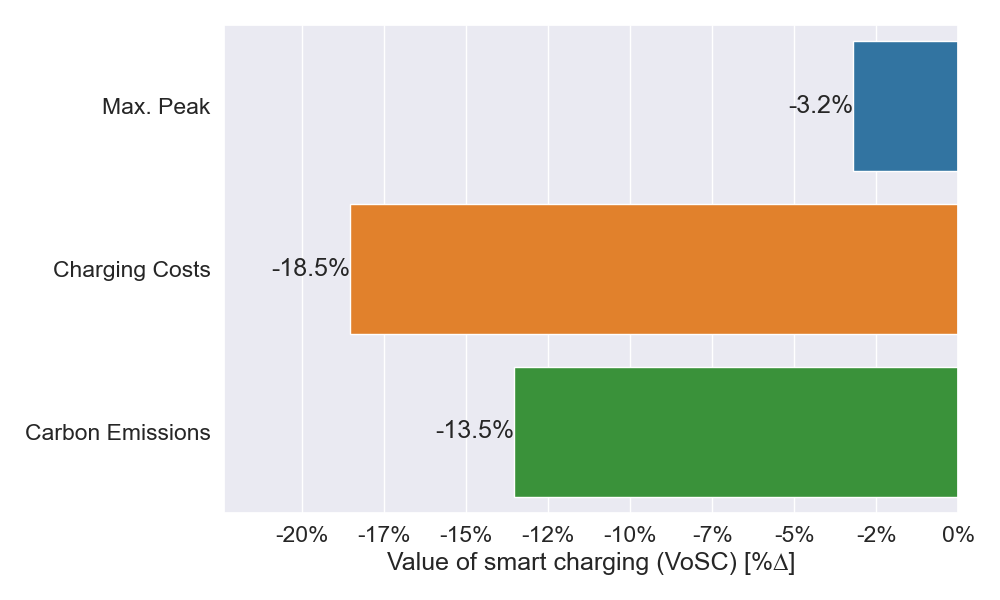 Max. Peak
-3.2%
Charging Costs
-18.5%
Carbon Emissions
-13.5%
-20% -17% -15% -12% -10% -7% -5% -2% 0%
Value of smart charging (VoSC) [%Δ]